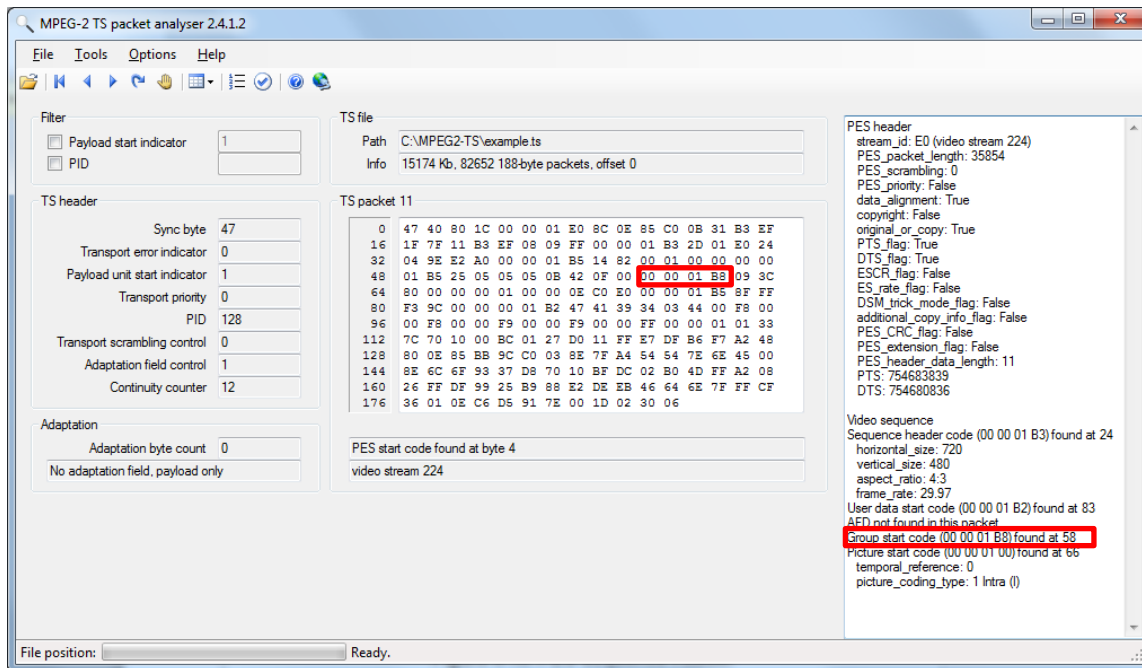 MPEG-2 TS packet analyser 2.4.1.2
File Tools Options Help
Filter
Payload start indicator 1
PID
TS header
Sync byte 47
Transport error indicator 0
Payload unit start indicator 1
Transport priority 0
PID 128
Transport scrambling control 0
Adaptation field control 1
Continuity counter 12
Adaptation
Adaptation byte count 0
No adaptation field, payload only
TS file
Path C:\MPEG2-TS\example.ts
Info 15174 Kb, 82652 188-byte packets, offset 0
TS packet 11
0 47 40 80 1C 00 00 01 E0 8C 0E 85 C0 0B 31 B3 EF
16 1F 7F 11 B3 EF 08 09 FF 00 00 01 B3 2D 01 E0 24
32 04 9E E2 A0 00 00 01 B5 14 82 00 01 00 00 00 00
48 01 B5 25 05 05 05 0B 42 0F 00 00 00 01 B8 09 3C
64 80 00 00 00 01 00 00 0E C0 E0 00 00 01 B5 8F FF
80 F3 9C 00 00 00 01 B2 47 41 39 34 03 44 00 F8 00
96 00 F8 00 00 F9 00 00 F9 00 00 FF 00 00 01 01 33
112 7C 70 10 00 BC 01 27 D0 11 FF E7 DF B6 F7 A2 48
128 80 0E 85 BB 9C C0 03 8E 7F A4 54 54 7E 6E 45 00
144 8E 6C 6F 93 37 D8 70 10 BF DC 02 B0 4D FF A2 08
160 26 FF DF 99 25 B9 88 E2 DE EB 46 64 6E 7F FF CF
176 36 01 0E C6 D5 91 7E 00 1D 02 30 06
PES start code found at byte 4
video stream 224
PES header
stream_id: E0 (video stream 224)
PES_packet_length: 35854
PES_scrambling: 0
PES_priority: False
data_alignment: True
copyright: False
original_or_copy: True
PTS_flag: True
DTS_flag: True
ESCR_flag: False
ES_rate_flag: False
DSM_trick_mode_flag: False
additional_copy_info_flag: False
PES_CRC_flag: False
PES_extension_flag: False
PES_header_data_length: 11
PTS: 754683839
DTS: 754680836
Video sequence
Sequence header code (00 00 01 B3) found at 24
horizontal_size: 720
vertical_size: 480
aspect_ratio: 4:3
frame_rate: 29.97
User data start code (00 00 01 B2) found at 83
AFD not found in this packet
Group start code (00 00 01 B8) found at 58
Picture start code (00 00 01 00) found at 66
temporal_reference: 0
picture_coding_type: 1 Intra (I)
File position: Ready.